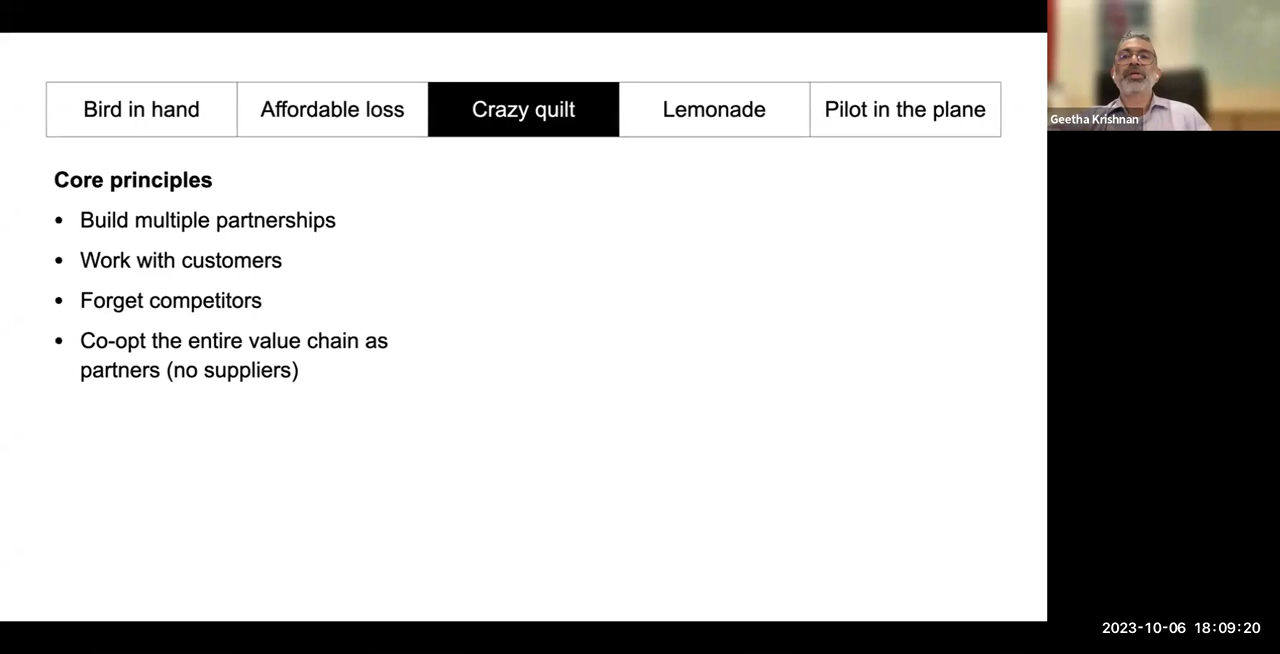 Bird in hand
Affordable loss
Crazy quilt
Lemonade
Pilot in the plane
Geetha Krishnan
Core principles
• Build multiple partnerships
• Work with customers
• Forget competitors
• Co-opt the entire value chain as
partners (no suppliers)
2023-10-06 18:09:20